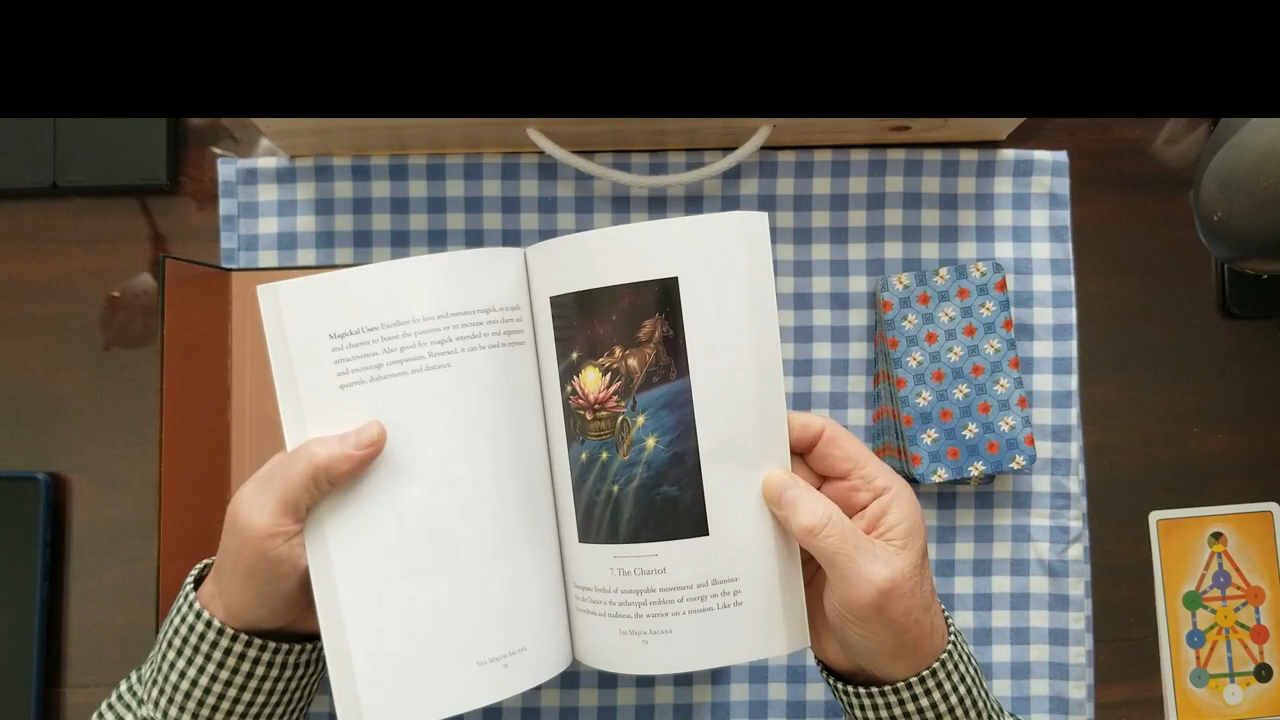 Magickal Uses: Excellent for love and romance magick, or in spells
and charms to boost the passions or to increase one's charm and
attractiveness. Also good for magick intended to end arguments
and encourage compassion. Reversed, it can be used to represent
quarrels, disharmony, and distance.
The Major Arcana
78
7. The Chariot
Description: Symbol of unstoppable movement and illumina-
the Chariot is the archetypal emblem of energy on the go.
and readiness, the warrior on a mission. Like the
The Major Arcana
79